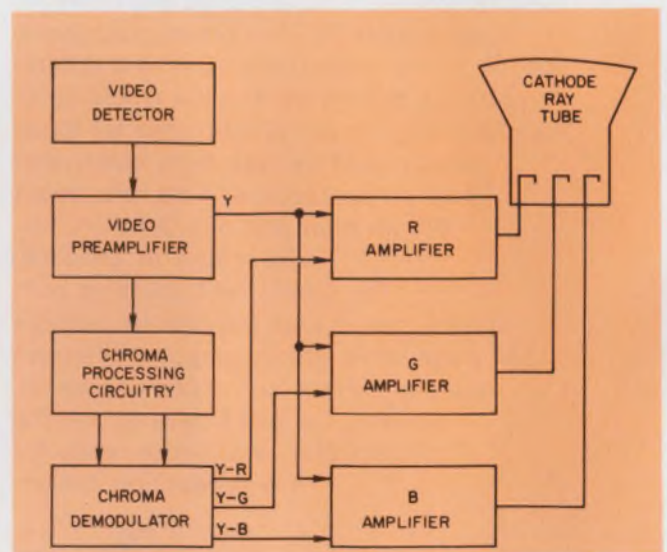 VIDEO
DETECTOR
CATHODE
RAY
TUBE
VIDEO
PREAMPLIFIER
Y
R
AMPLIFIER
CHROMA
PROCESSING
CIRCUITRY
G
AMPLIFIER
CHROMA
DEMODULATOR
Y-R
Y-G
Y-B
B
AMPLIFIER